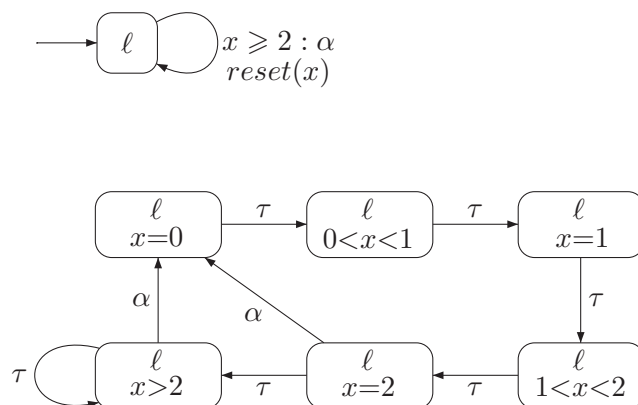 ℓ
x ⩾ 2 : α
reset(x)
ℓ
x=0
τ
ℓ
0<x<1
τ
ℓ
x=1
α
α
τ
τ
ℓ
x>2
τ
ℓ
x=2
τ
ℓ
1<x<2